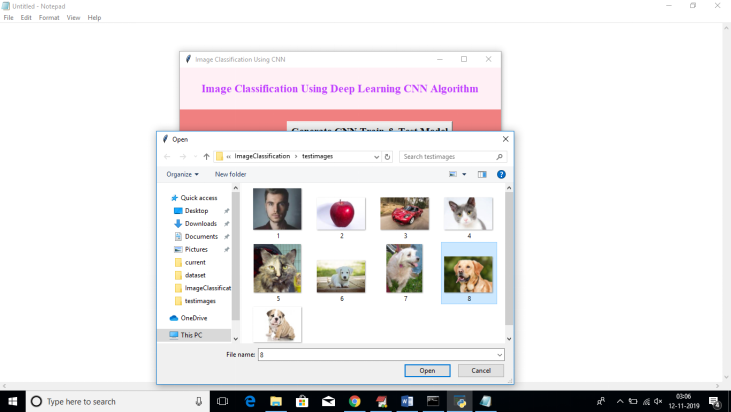 Untitled - Notepad
File Edit Format View Help
Image Classification Using CNN
Image Classification Using Deep Learning CNN Algorithm
Generate CNN Train & Test Model
Open
« ImageClassification › testimages
Search testimages
Organize
New folder
Quick access
Desktop
Downloads
Documents
Pictures
current
dataset
ImageClassificat
testimages
OneDrive
This PC
1 2 3 4
5 6 7 8
File name: 8
Open Cancel
Type here to search
03:06
12-11-2019